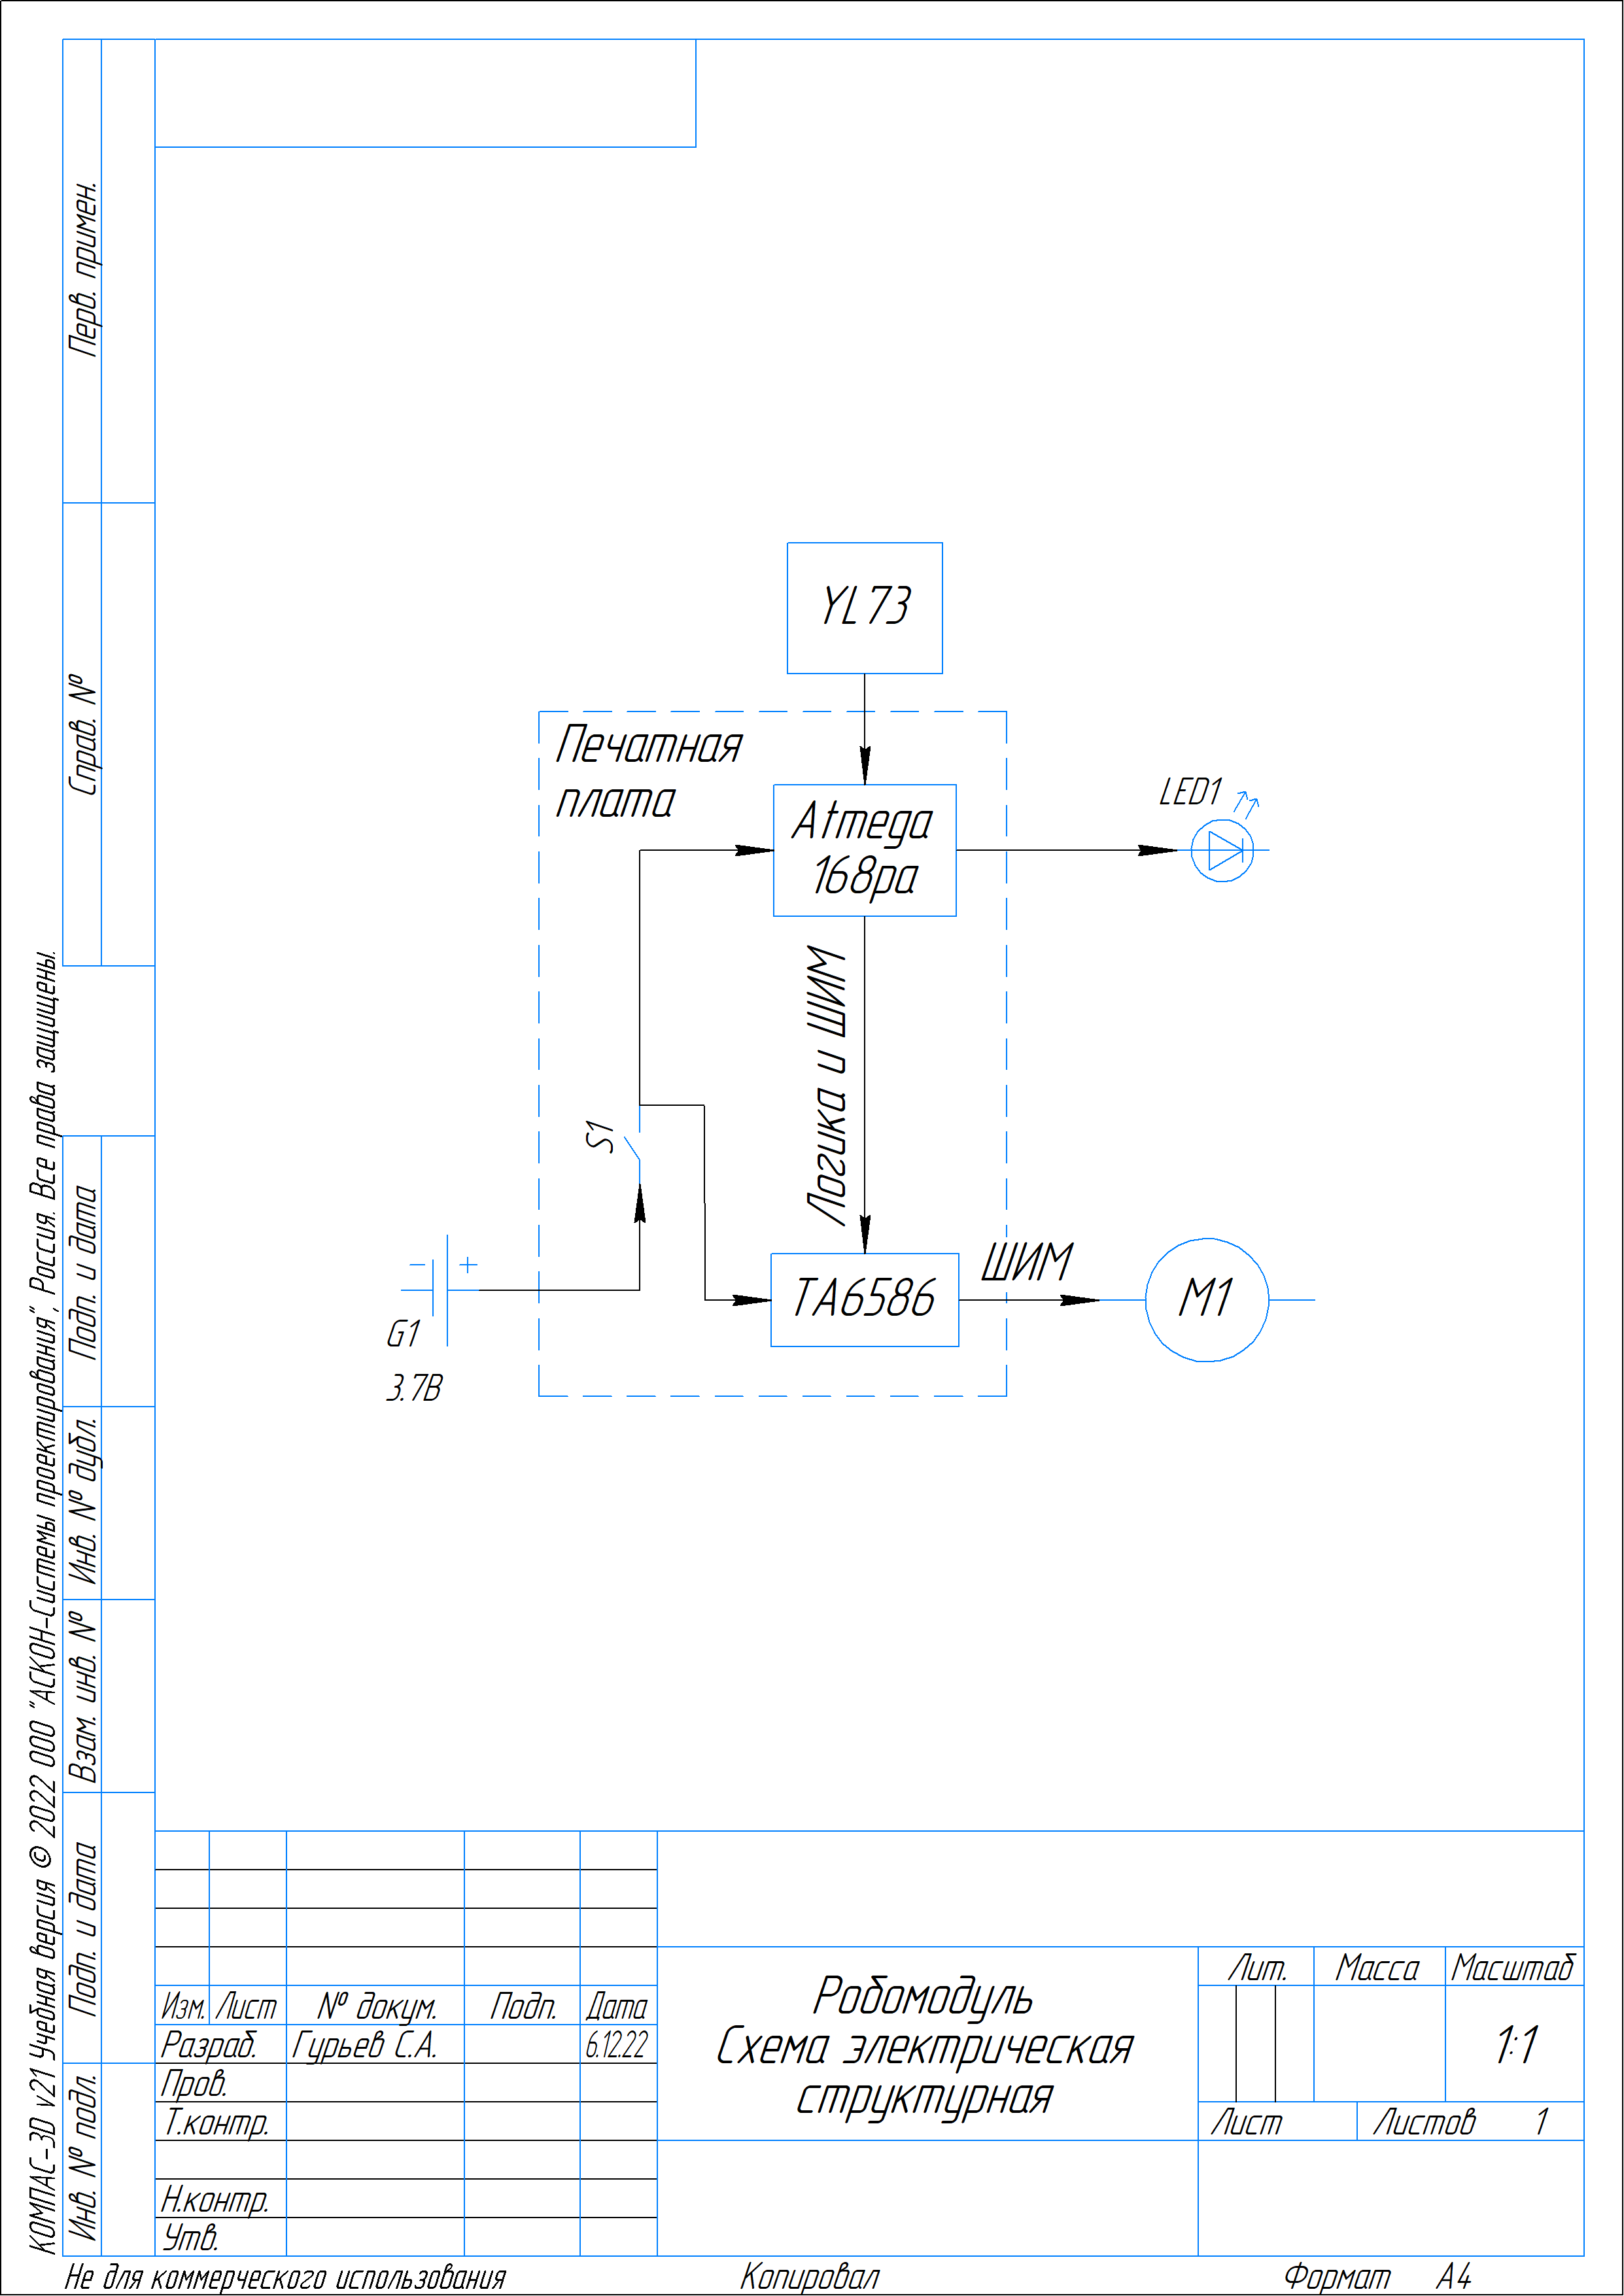 Перв. примен.
Справ. №
Подп. и дата
Инв. № дубл.
Взам. инв. №
Подп. и дата
Инв. № подл.
КОМПАС-3D v21 Учебная версия © 2022 ООО "АСКОН-Системы проектирования", Россия. Все права защищены.
YL73
Печатная
плата
Atmega
168pa
LED1
Логика и ШИМ
S1
G1
3.7В
- +
TA6586
ШИМ
M1
Изм. Лист № докум. Подп. Дата
Разраб. Гурьев С.А. 6.12.22
Пров.
Т.контр.
Н.контр.
Утв.
Робомодуль
Схема электрическая
структурная
Лит. Масса Масштаб
1:1
Лист Листов 1
Не для коммерческого использования
Копировал
Формат A4